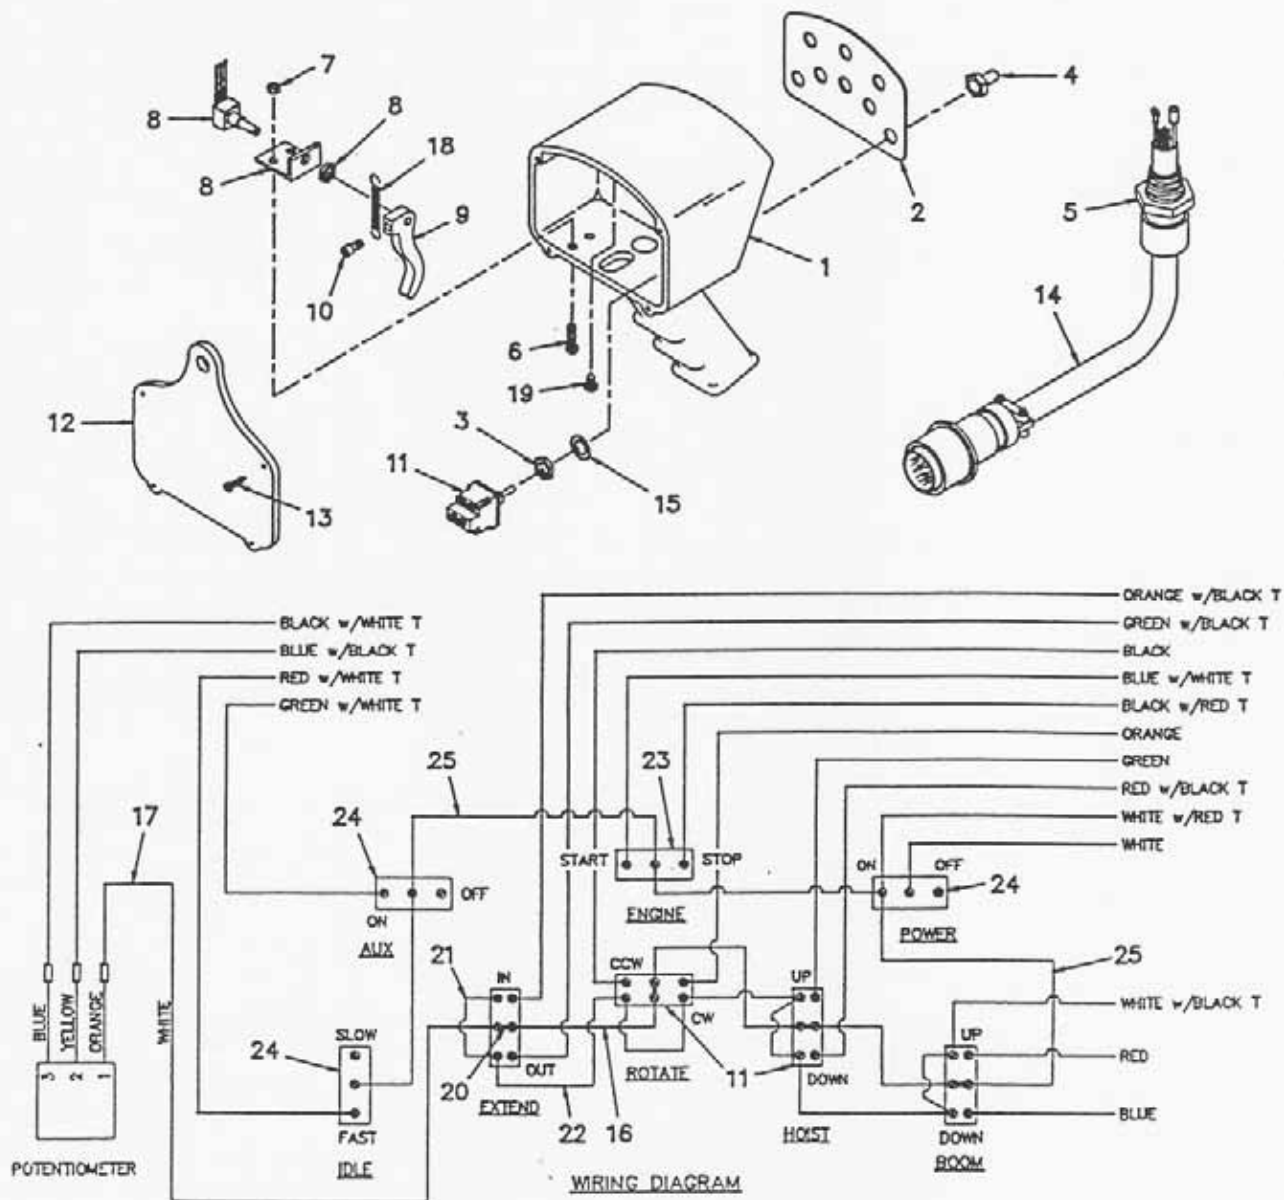 7
4
8
8
18
8
5
2
9
10
1
14
6
12
19
3
11
15
13
ORANGE w/BLACK T
BLACK w/WHITE T
GREEN w/BLACK T
BLUE w/BLACK T
BLACK
RED w/WHITE T
BLUE w/WHITE T
GREEN w/WHITE T
BLACK w/RED T
ORANGE
25
23
GREEN
RED w/BLACK T
17
24
WHITE w/RED T
START
STOP
ON
OFF
WHITE
OFF
24
ON
ENGINE
AUX
POWER
21
IN
CCW
UP
25
WHITE w/BLACK T
CW
BLUE
YELLOW
ORANGE
WHITE
SLOW
UP
24
RED
3
2
1
20
OUT
ROTATE
11
DOWN
EXTEND
BLUE
22
16
FAST
HOIST
DOWN
POTENTIOMETER
IDLE
BOOM
WIRING DIAGRAM